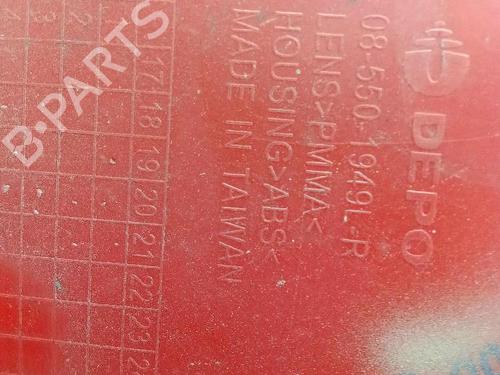 DEPO
08-550-1949L-R
LENS>PMMA<
HOUSING>ABS<
MADE IN TAIWAN
17 18 19 20 21 22 23
B-PARTS